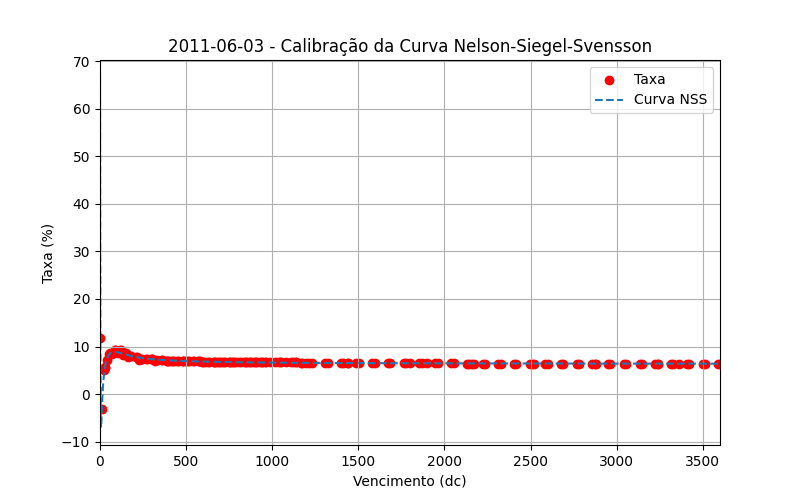 2011-06-03 - Calibração da Curva Nelson-Siegel-Svensson
Taxa
Curva NSS
Taxa (%)
70
60
50
40
30
20
10
0
−10
0 500 1000 1500 2000 2500 3000 3500
Vencimento (dc)